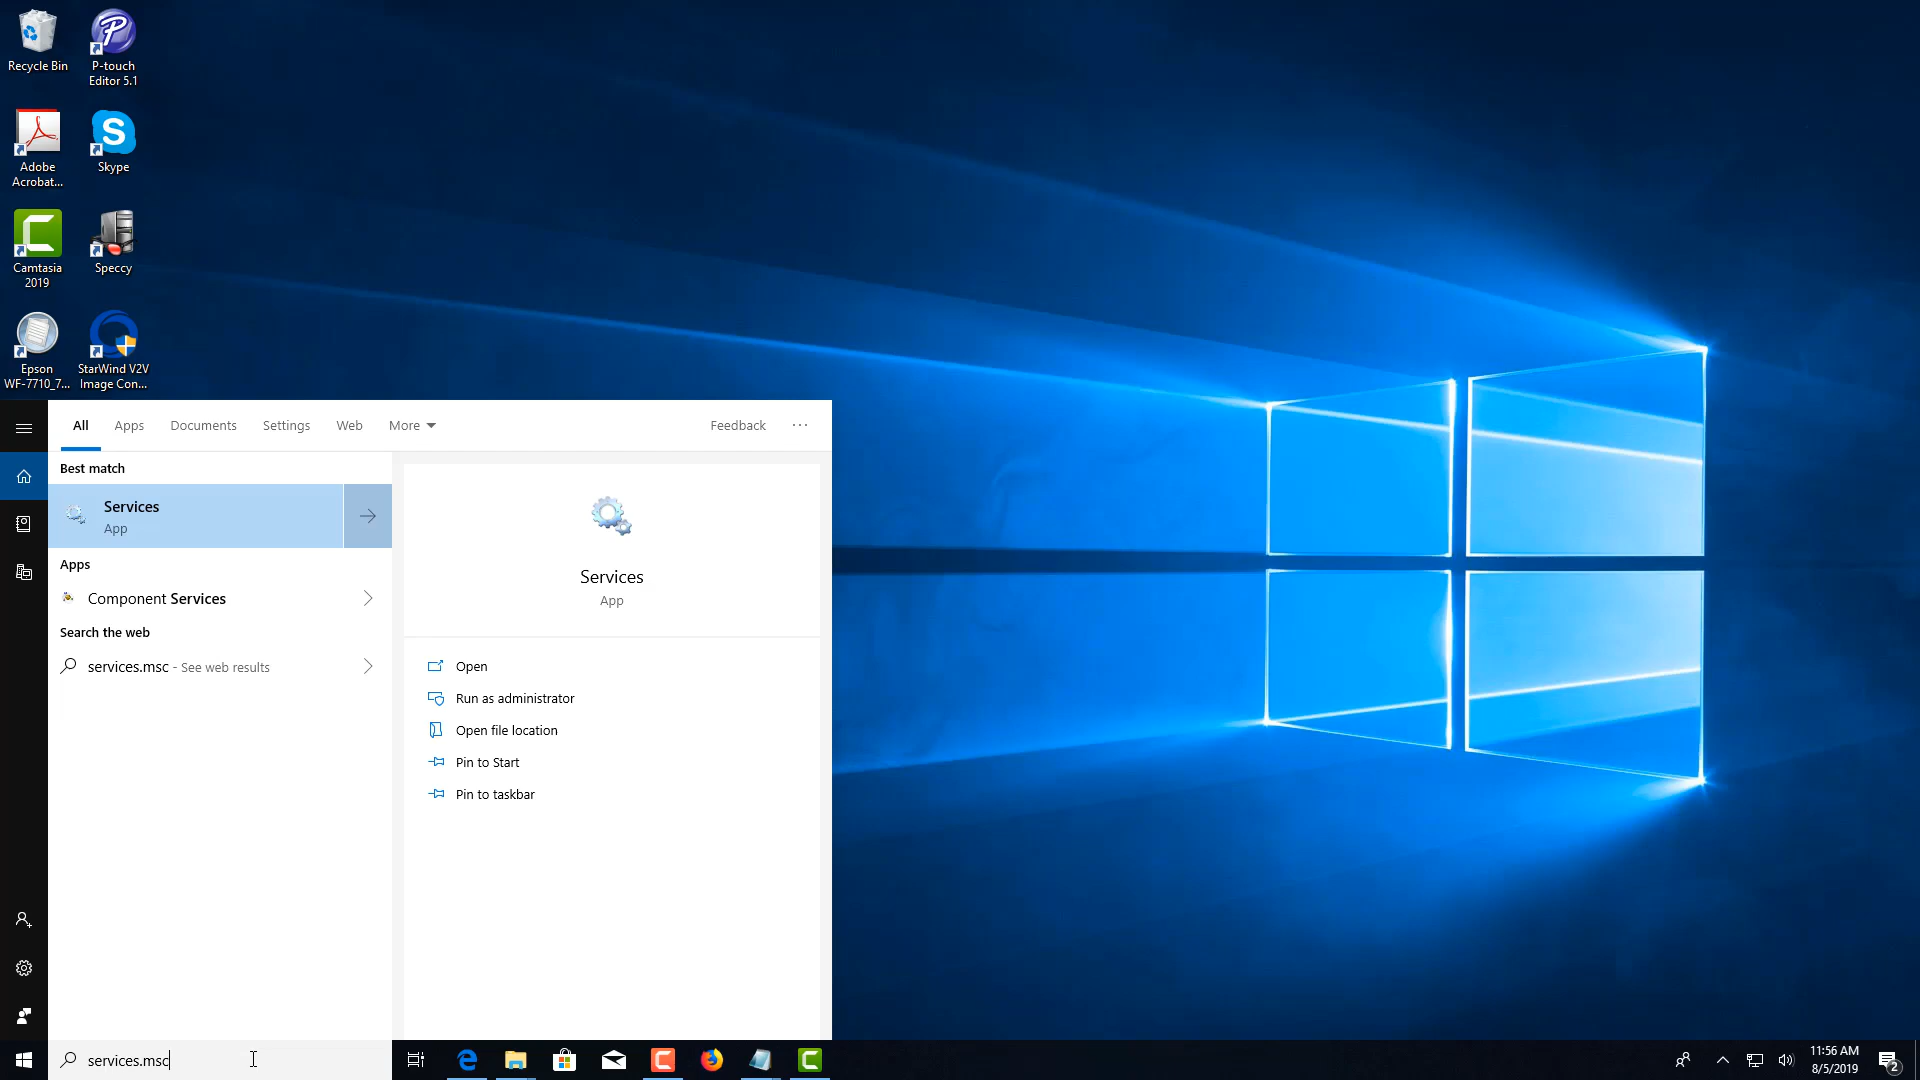 Recycle Bin
P-touch
Editor 5.1
Adobe
Acrobat...
Skype
Camtasia
2019
Speccy
Epson
WF-7710_7...
StarWind V2V
Image Con...
All
Apps
Documents
Settings
Web
More
Feedback
...
Best match
Services
App
Apps
Component Services
Search the web
services.msc - See web results
Services
App
Open
Run as administrator
Open file location
Pin to Start
Pin to taskbar
services.msc
11:56 AM
8/5/2019
2